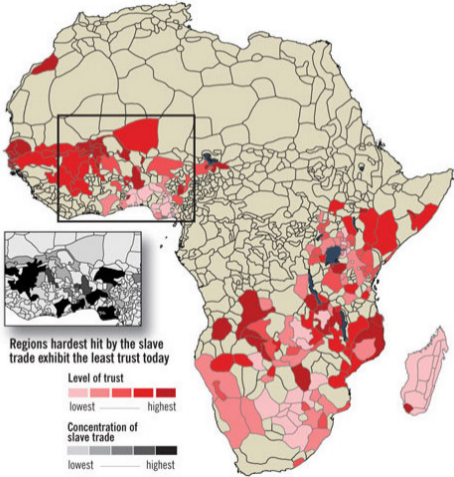 Regions hardest hit by the slave
trade exhibit the least trust today
Level of trust
lowest highest
Concentration of
slave trade
lowest highest